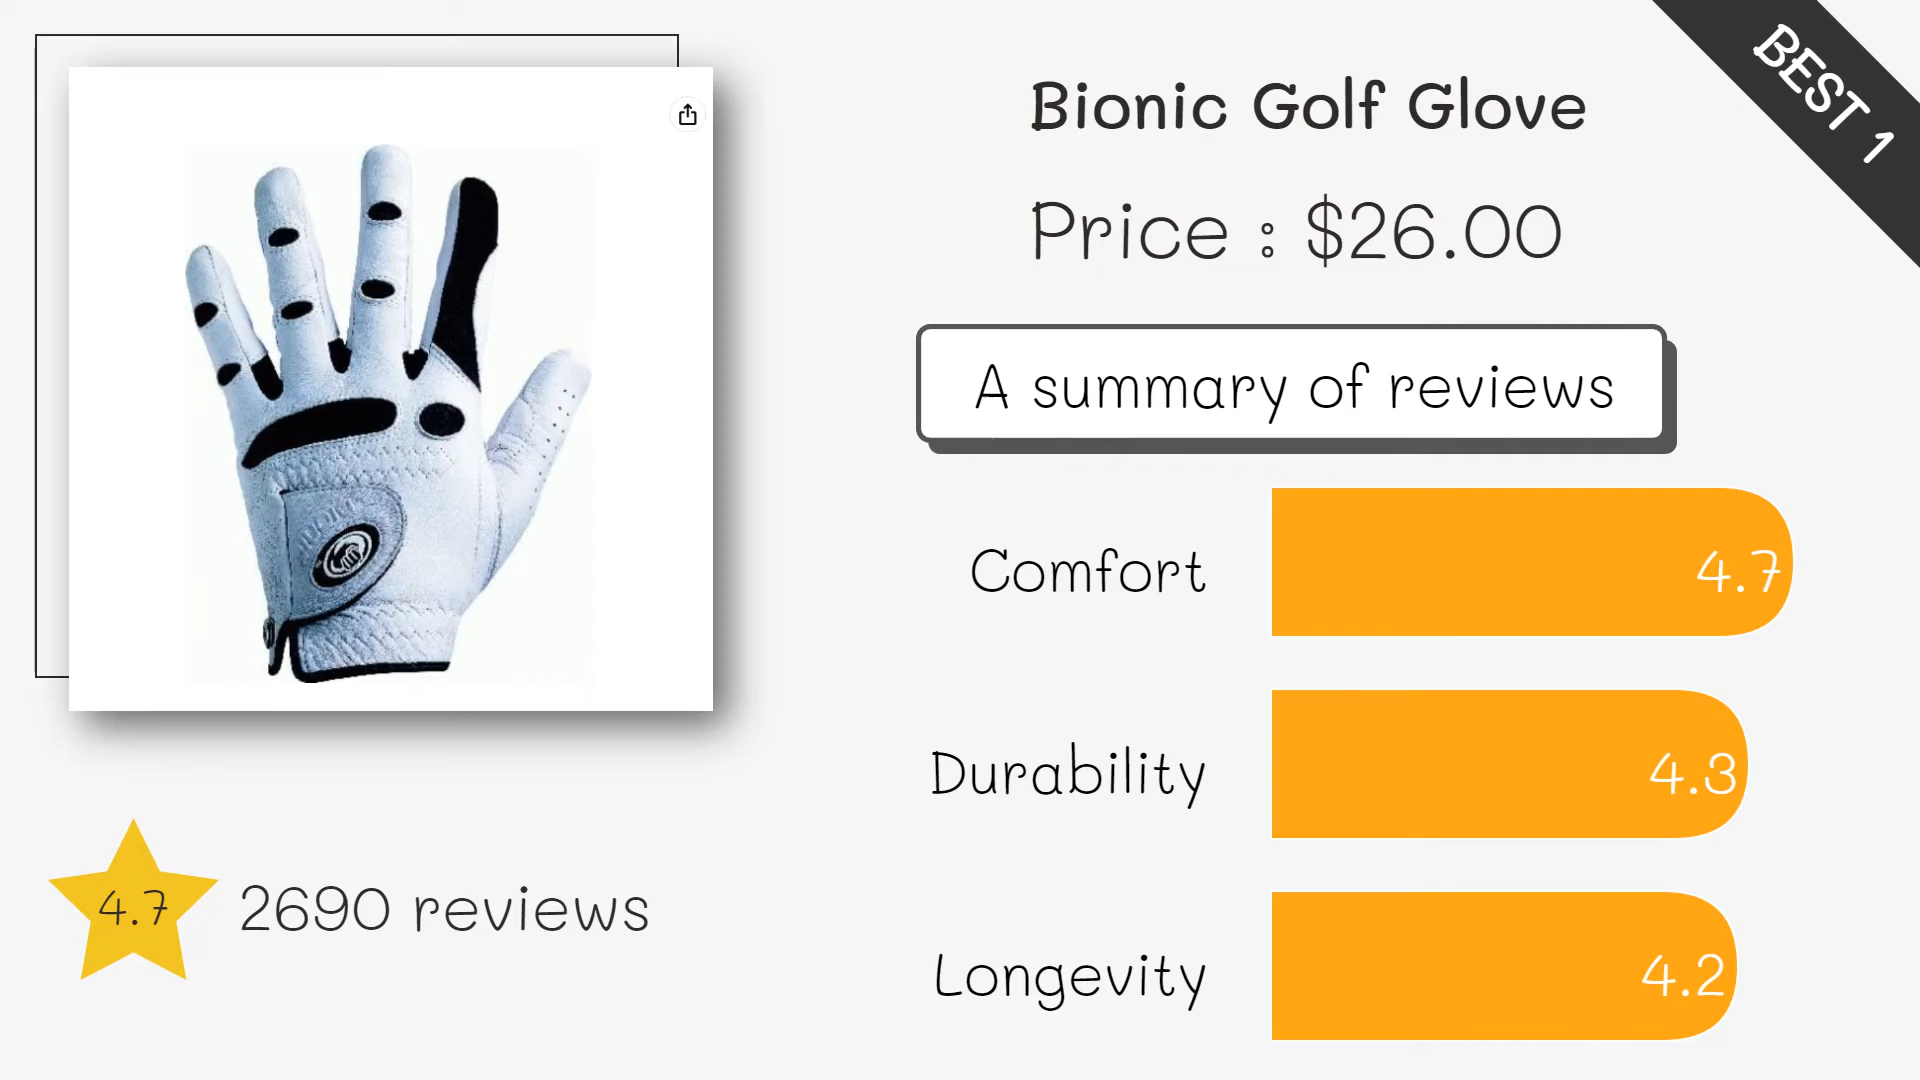 BEST 1
Bionic Golf Glove
Price : $26.00
A summary of reviews
Comfort 4.7
Durability 4.3
Longevity 4.2
4.7 2690 reviews